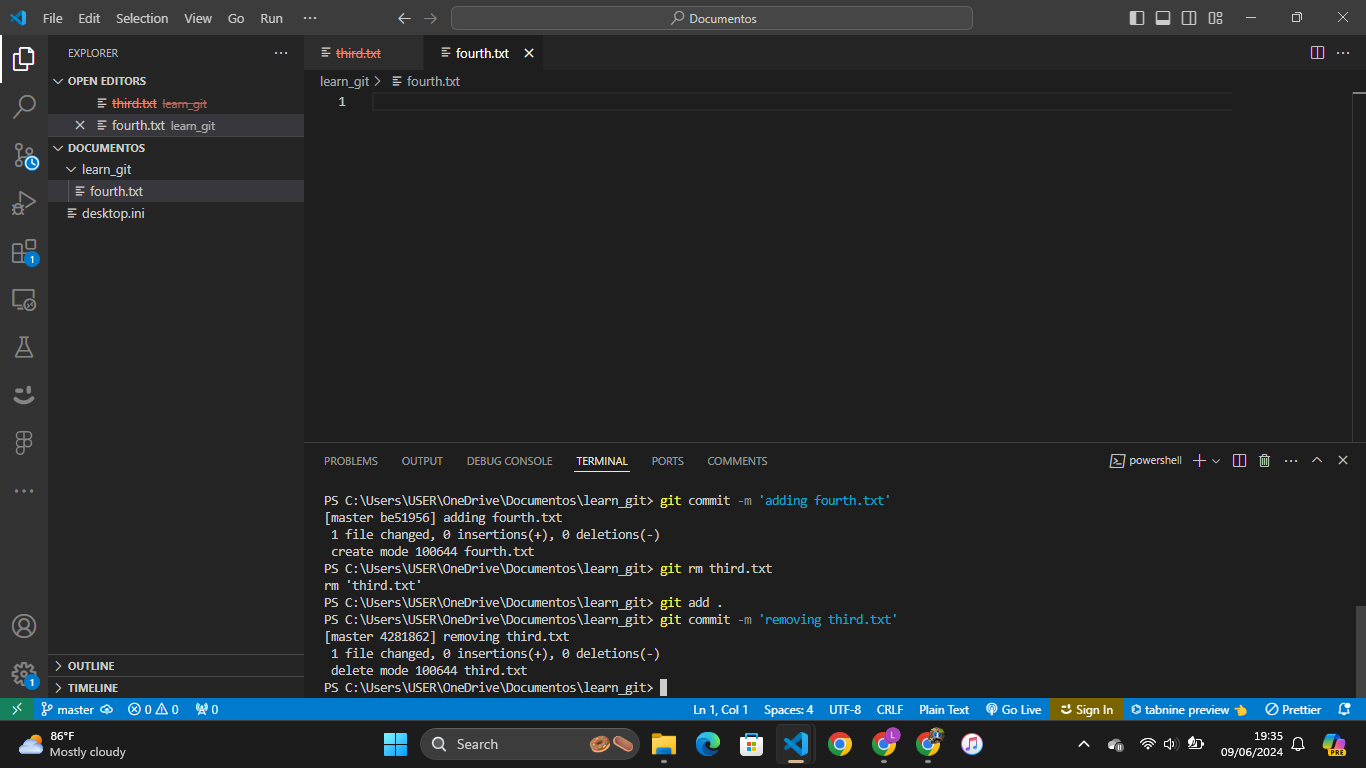 File Edit Selection View Go Run ···
Documentos
EXPLORER
OPEN EDITORS
third.txt learn_git
fourth.txt learn_git
DOCUMENTOS
learn_git
fourth.txt
desktop.ini
OUTLINE
TIMELINE
1
1
third.txt
fourth.txt
learn_git > fourth.txt
1
PROBLEMS OUTPUT DEBUG CONSOLE TERMINAL PORTS COMMENTS
powershell
PS C:\Users\USER\OneDrive\Documentos\learn_git> git commit -m 'adding fourth.txt'
[master be51956] adding fourth.txt
1 file changed, 0 insertions(+), 0 deletions(-)
create mode 100644 fourth.txt
PS C:\Users\USER\OneDrive\Documentos\learn_git> git rm third.txt
rm 'third.txt'
PS C:\Users\USER\OneDrive\Documentos\learn_git> git add .
PS C:\Users\USER\OneDrive\Documentos\learn_git> git commit -m 'removing third.txt'
[master 4281862] removing third.txt
1 file changed, 0 insertions(+), 0 deletions(-)
delete mode 100644 third.txt
PS C:\Users\USER\OneDrive\Documentos\learn_git>
master 0 0 0 Ln 1, Col 1 Spaces: 4 UTF-8 CRLF Plain Text Go Live Sign In tabnine preview Prettier
86°F
Mostly cloudy
Search
L
19:35
09/06/2024
PRE